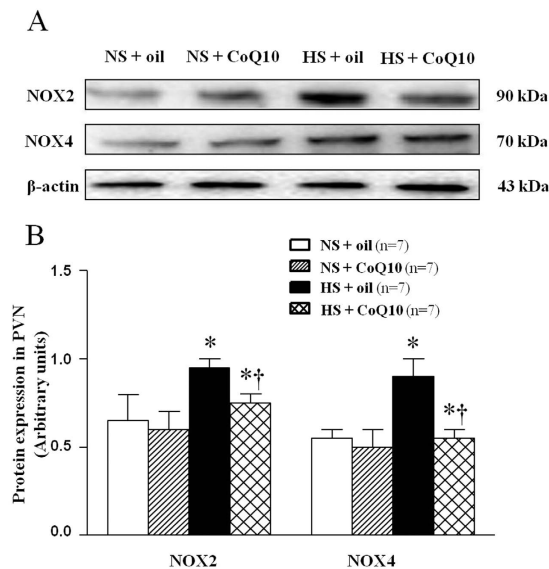 A
NS + oil NS + CoQ10 HS + oil HS + CoQ10
NOX2 90 kDa
NOX4 70 kDa
β-actin 43 kDa
B
NS + oil (n=7)
NS + CoQ10 (n=7)
HS + oil (n=7)
HS + CoQ10 (n=7)
Protein expression in PVN
(Arbitrary units)
1.5
1.0
0.5
0.0
* *† * *†
NOX2 NOX4